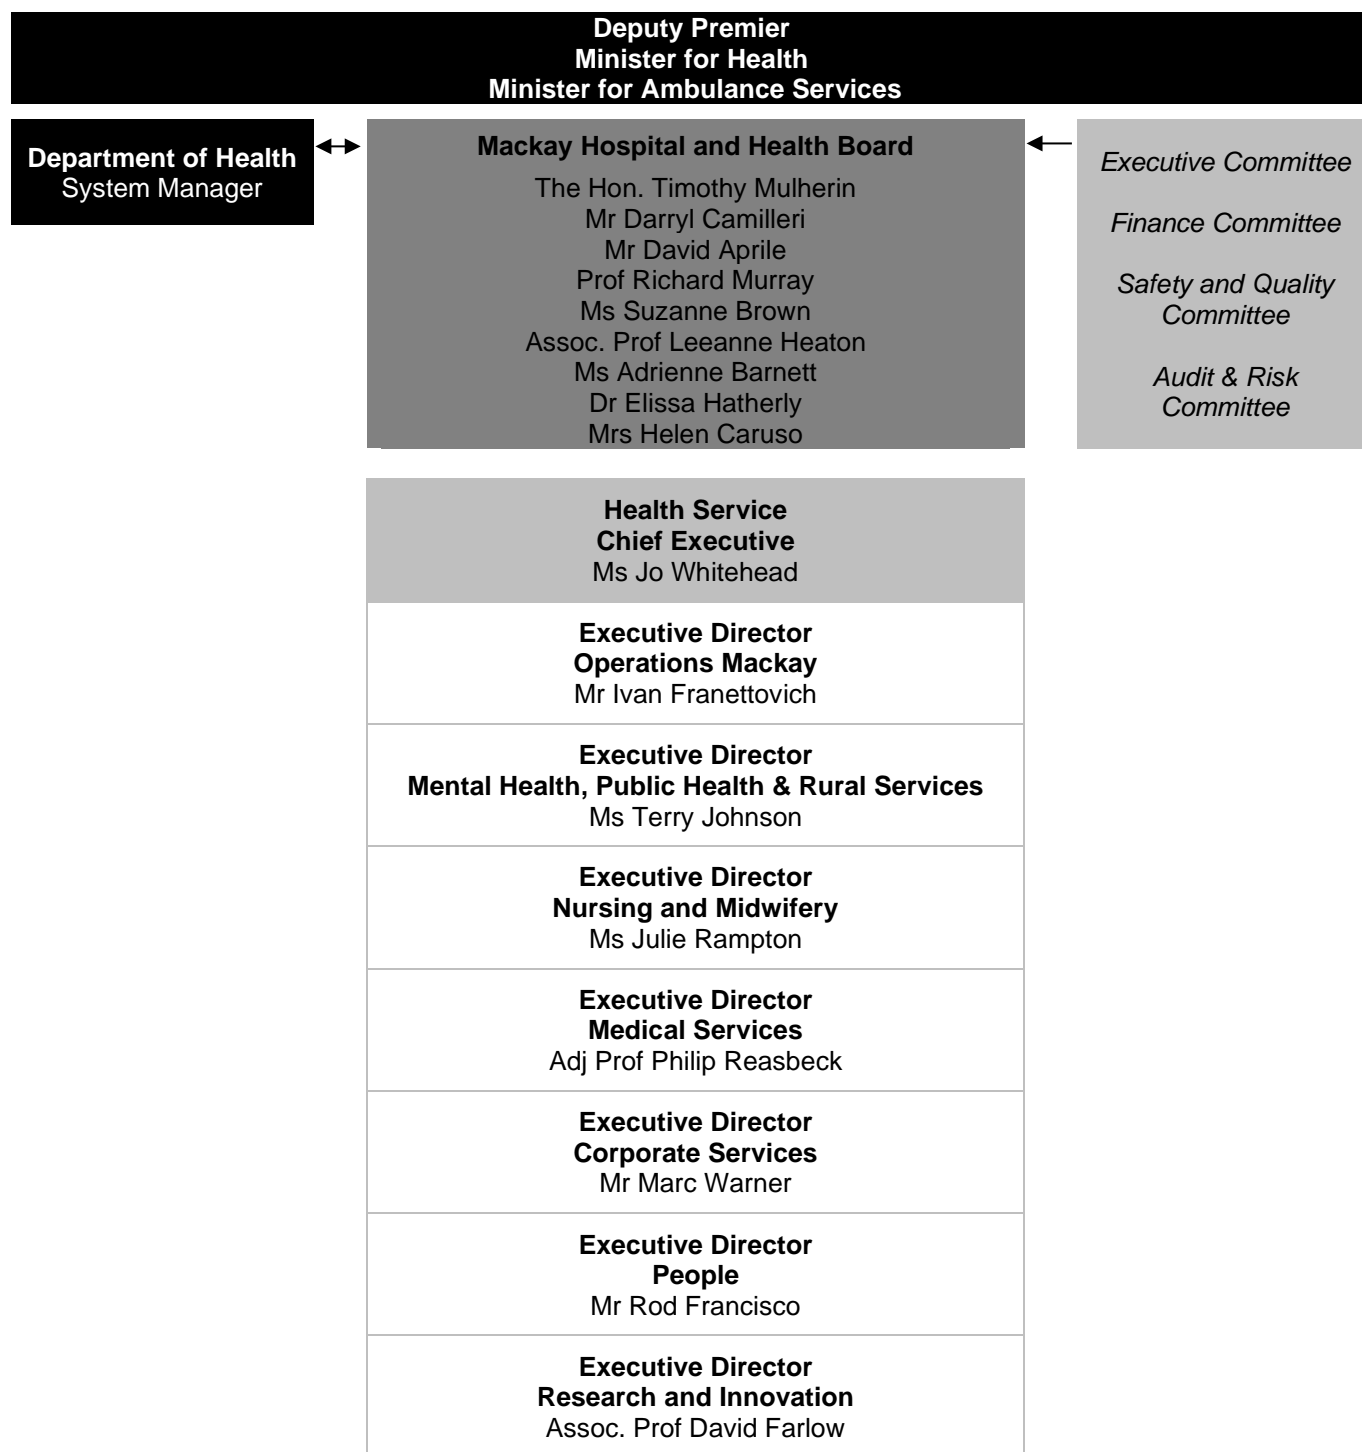 Deputy Premier
Minister for Health
Minister for Ambulance Services
Department of Health
System Manager
Mackay Hospital and Health Board
The Hon. Timothy Mulherin
Mr Darryl Camilleri
Mr David Aprile
Prof Richard Murray
Ms Suzanne Brown
Assoc. Prof Leeanne Heaton
Ms Adrienne Barnett
Dr Elissa Hatherly
Mrs Helen Caruso
Executive Committee
Finance Committee
Safety and Quality
Committee
Audit & Risk
Committee
Health Service
Chief Executive
Ms Jo Whitehead
Executive Director
Operations Mackay
Mr Ivan Franettovich
Executive Director
Mental Health, Public Health & Rural Services
Ms Terry Johnson
Executive Director
Nursing and Midwifery
Ms Julie Rampton
Executive Director
Medical Services
Adj Prof Philip Reasbeck
Executive Director
Corporate Services
Mr Marc Warner
Executive Director
People
Mr Rod Francisco
Executive Director
Research and Innovation
Assoc. Prof David Farlow